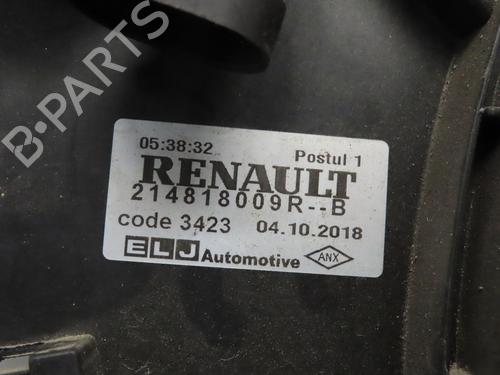 B-PARTS
05:38:32 Postul 1
RENAULT
214818009R--B
code 3423 04.10.2018
ELJ Automotive ANX